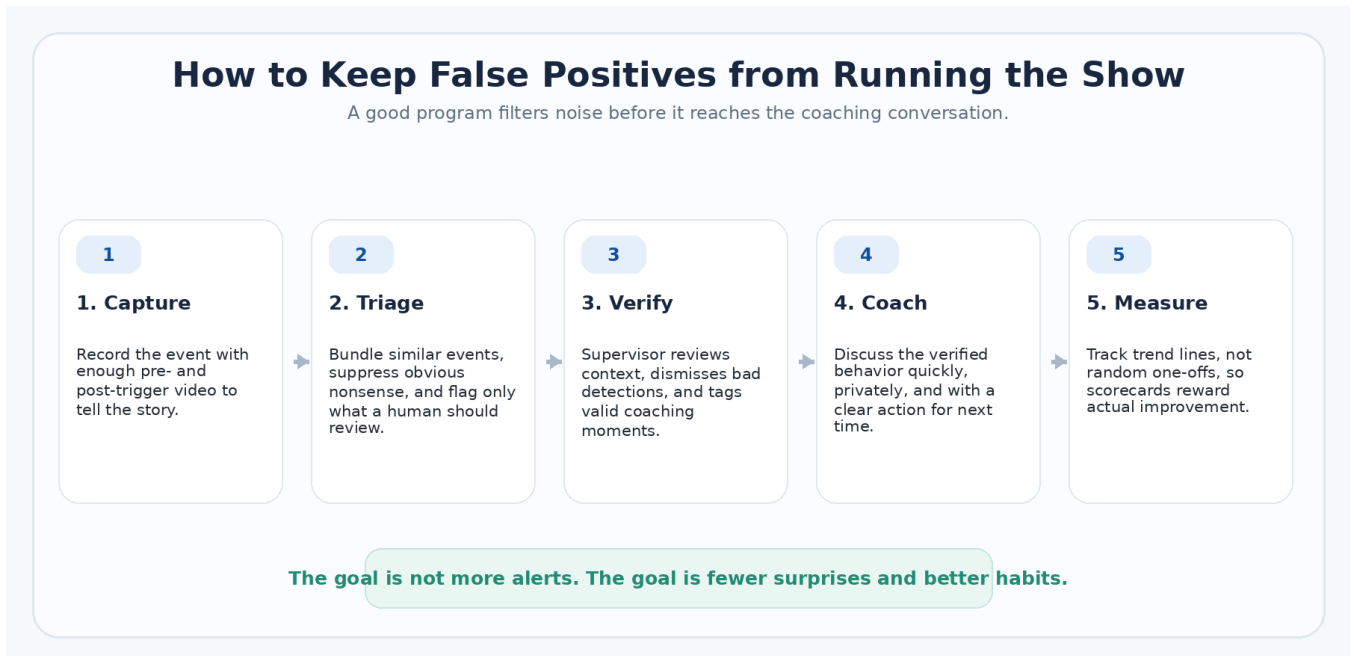 How to Keep False Positives from Running the Show
A good program filters noise before it reaches the coaching conversation.
1
1. Capture
Record the event with
enough pre- and
post-trigger video to
tell the story.
2
2. Triage
Bundle similar events,
suppress obvious
nonsense, and flag only
what a human should
review.
3
3. Verify
Supervisor reviews
context, dismisses bad
detections, and tags
valid coaching
moments.
4
4. Coach
Discuss the verified
behavior quickly,
privately, and with a
clear action for next
time.
5
5. Measure
Track trend lines, not
random one-offs, so
scorecards reward
actual improvement.
The goal is not more alerts. The goal is fewer surprises and better habits.